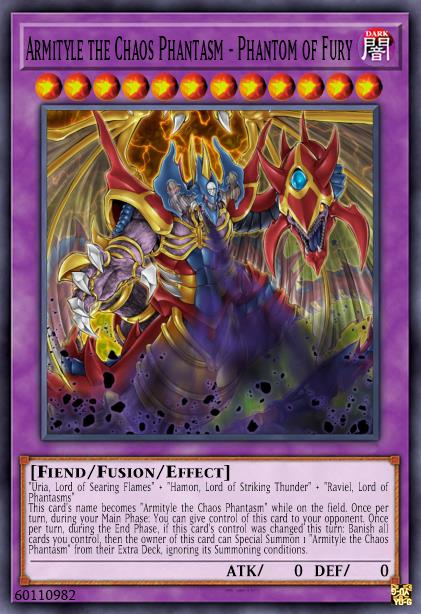 ARMITYLE THE CHAOS PHANTASM - PHANTOM OF FURY
DARK
闇
[FIEND/FUSION/EFFECT]
"Uria, Lord of Searing Flames" + "Hamon, Lord of Striking Thunder" + "Raviel, Lord of
Phantasms"
This card's name becomes "Armityle the Chaos Phantasm" while on the field. Once per
turn, during your Main Phase: You can give control of this card to your opponent. Once
per turn, during the End Phase, if this card's control was changed this turn: Banish all
cards you control, then the owner of this card can Special Summon 1 "Armityle the Chaos
Phantasm" from their Extra Deck, ignoring its Summoning conditions.
ATK/ 0 DEF/ 0
60110982